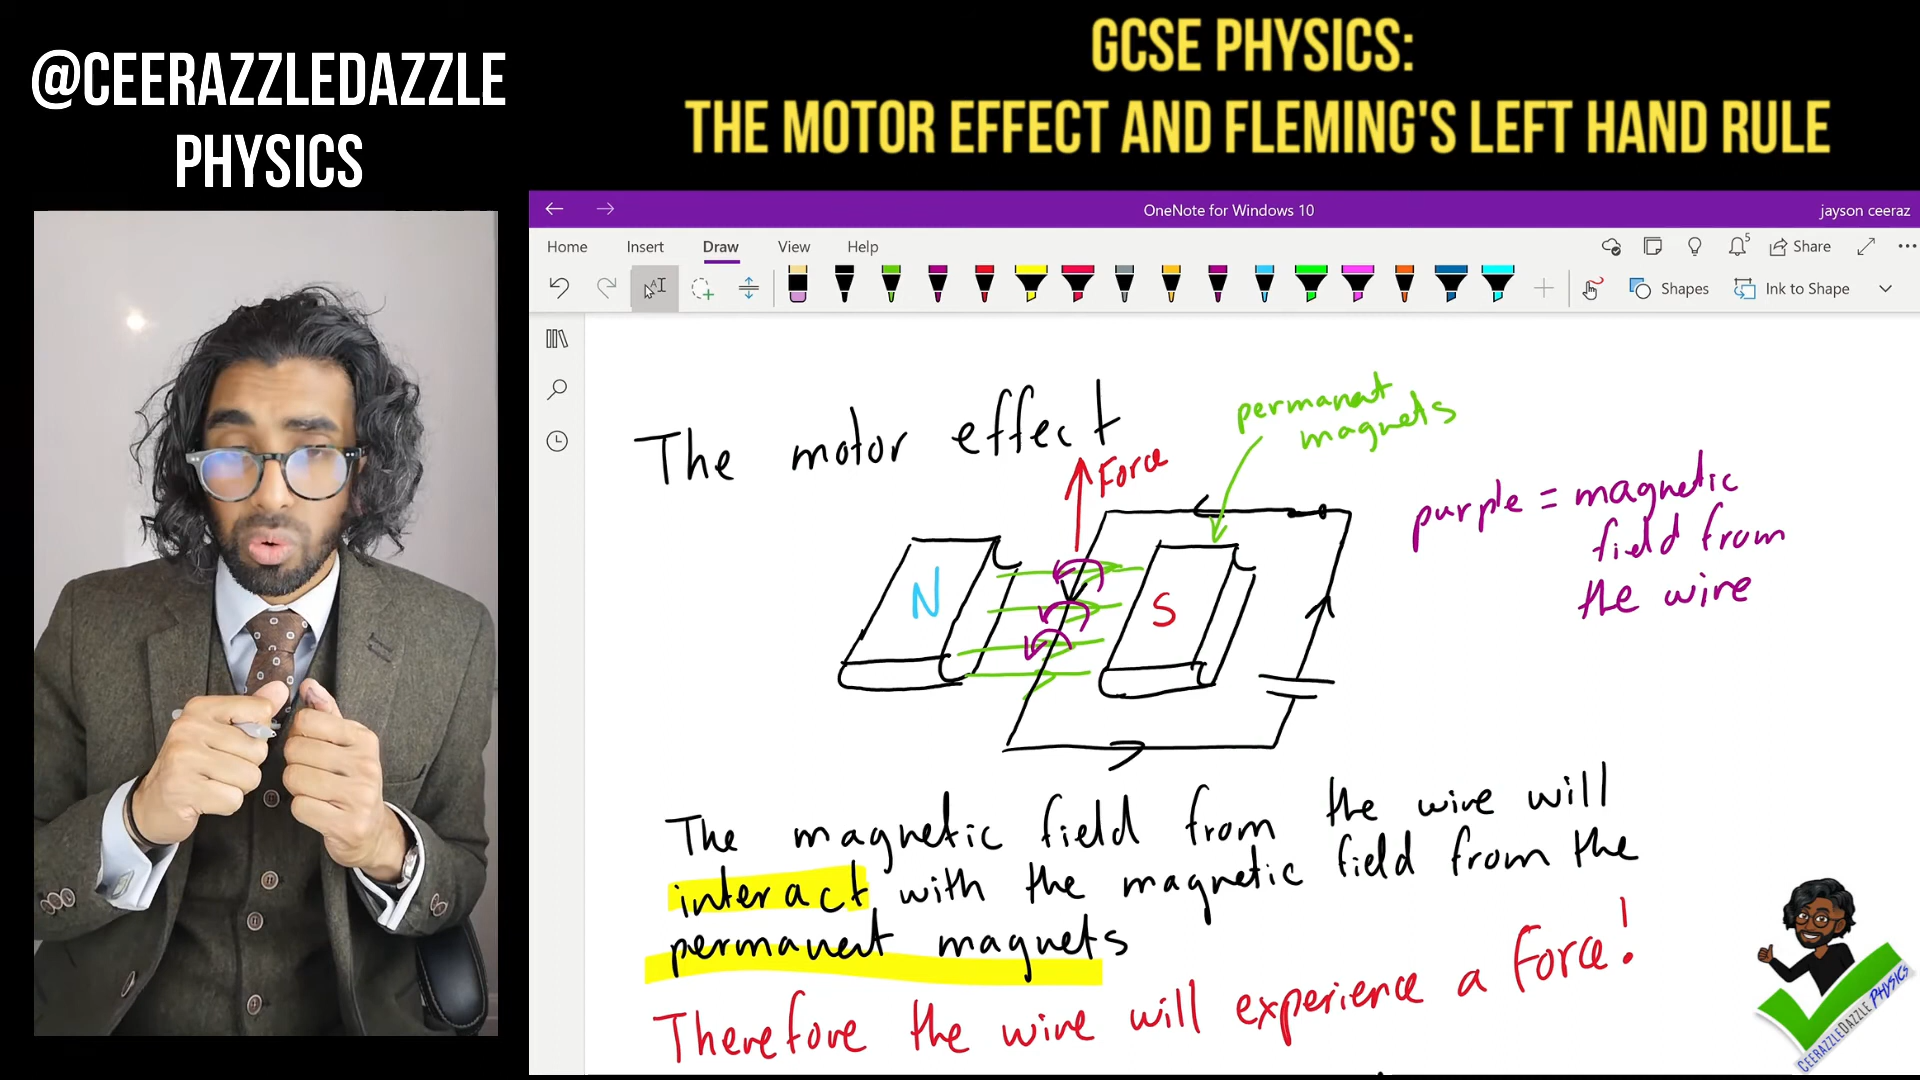 @CEERAZZLEDAZZLE
PHYSICS
GCSE PHYSICS:
THE MOTOR EFFECT AND FLEMING'S LEFT HAND RULE
OneNote for Windows 10
jayson ceeraz
Home Insert Draw View Help
5 Share
Shapes Ink to Shape
The motor effect
permanent
magnets
Force
purple = magnetic
field from
the wire
N
S
The magnetic field from the wire will
interact with the magnetic field from the
permanent magnets
Therefore the wire will experience a Force!
CEERAZZLEDAZZLE PHYSICS